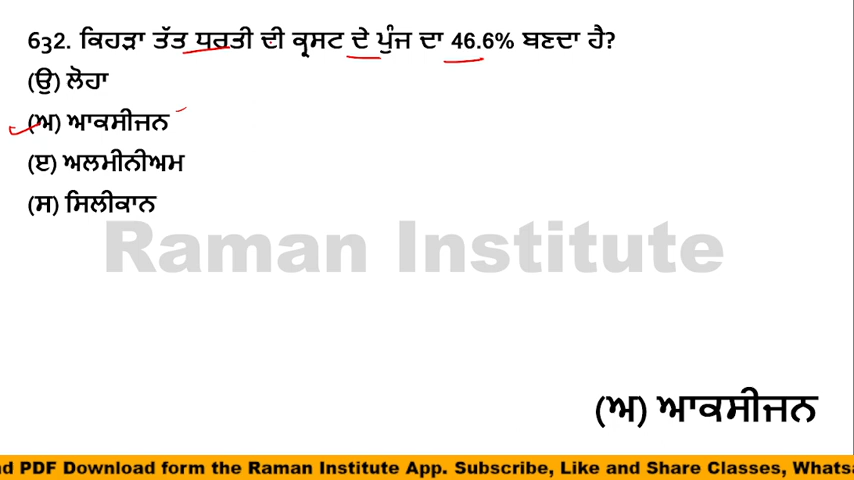 632. ਕਿਹੜਾ ਤੱਤ ਧਰਤੀ ਦੀ ਕ੍ਰਸਟ ਦੇ ਪੁੰਜ ਦਾ 46.6% ਬਣਦਾ ਹੈ?
(ਉ) ਲੋਹਾ
(ਅ) ਆਕਸੀਜਨ
(ੲ) ਅਲਮੀਨੀਅਮ
(ਸ) ਸਿਲੀਕਾਨ
Raman Institute
(ਅ) ਆਕਸੀਜਨ
d PDF Download form the Raman Institute App. Subscribe, Like and Share Classes, Whatsa